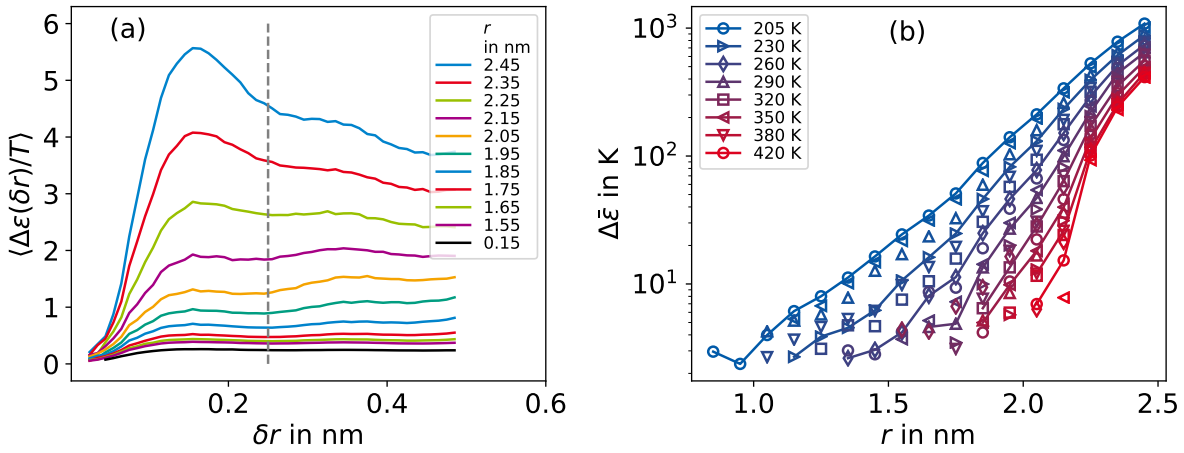 (a)
r
in nm
2.45
2.35
2.25
2.15
2.05
1.95
1.85
1.75
1.65
1.55
0.15
6
5
4
3
2
1
0
⟨Δε(δr)/T⟩
0.2
0.4
0.6
δr in nm
(b)
205 K
230 K
260 K
290 K
320 K
350 K
380 K
420 K
10³
10²
10¹
Δε̄ in K
1.0
1.5
2.0
2.5
r in nm